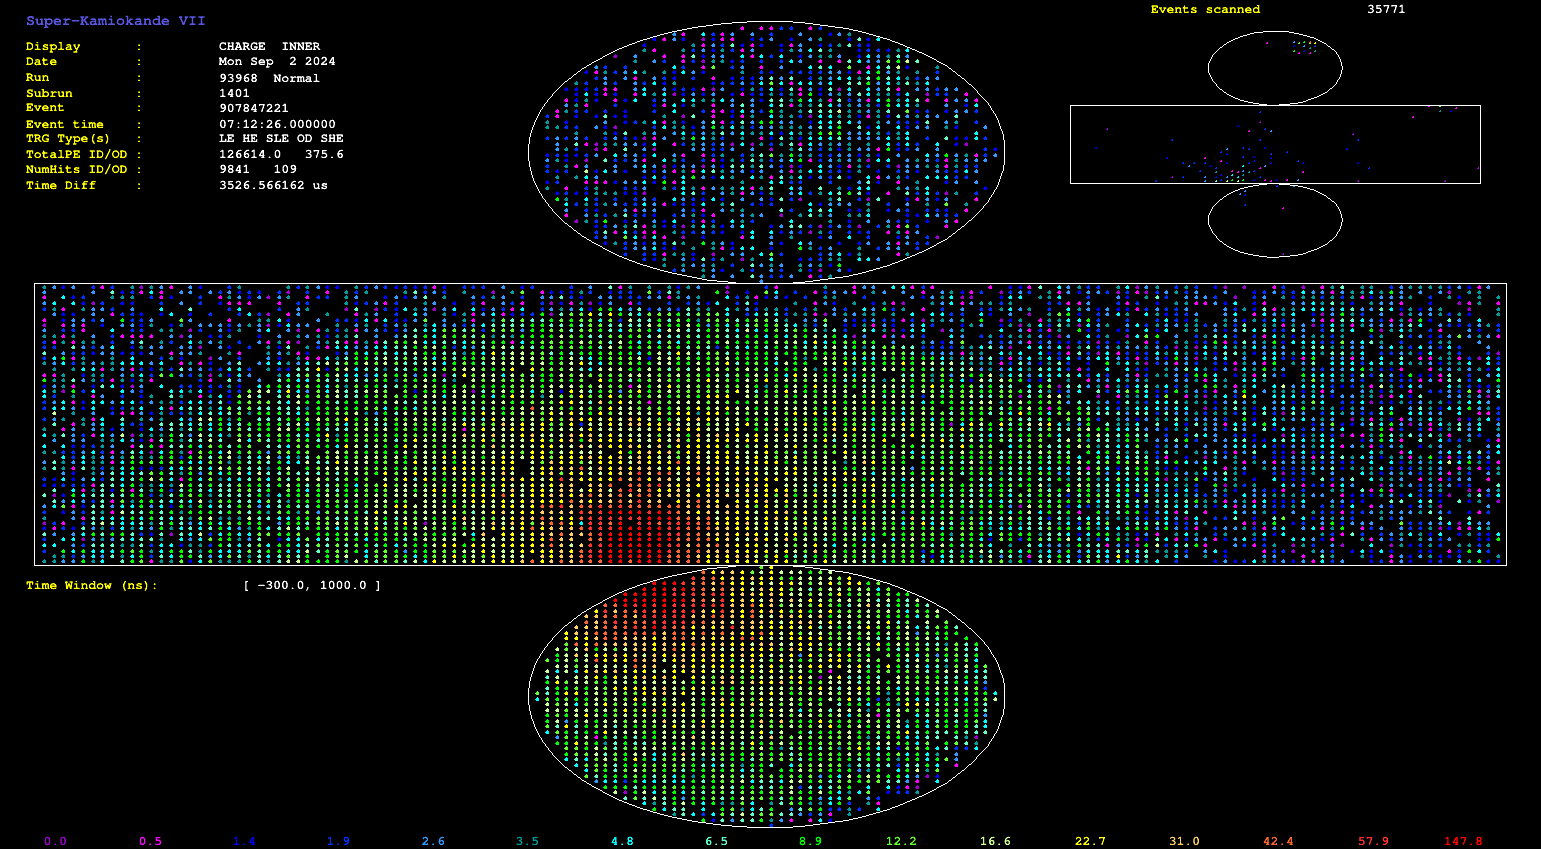 Super-Kamiokande VII
Events scanned 35771
Display : CHARGE INNER
Date : Mon Sep 2 2024
Run : 93968 Normal
Subrun : 1401
Event : 907847221
Event time : 07:12:26.000000
TRG Type(s) : LE HE SLE OD SHE
TotalPE ID/OD : 126614.0 375.6
NumHits ID/OD : 9841 109
Time Diff : 3526.566162 us
Time Window (ns): [ -300.0, 1000.0 ]
0.0 0.5 1.4 1.9 2.6 3.5 4.8 6.5 8.9 12.2 16.6 22.7 31.0 42.4 57.9 147.8